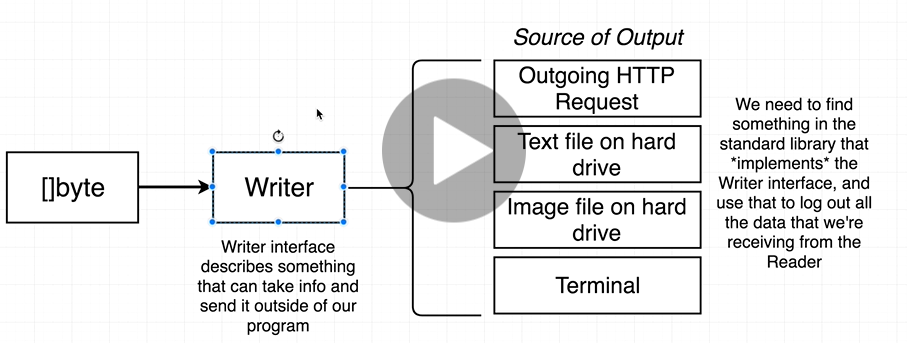 Source of Output
[]byte
Writer
Writer interface
describes something
that can take info and
send it outside of our
program
Outgoing HTTP
Request
Text file on hard
drive
Image file on hard
drive
Terminal
We need to find
something in the
standard library that
*implements* the
Writer interface, and
use that to log out all
the data that we're
receiving from the
Reader